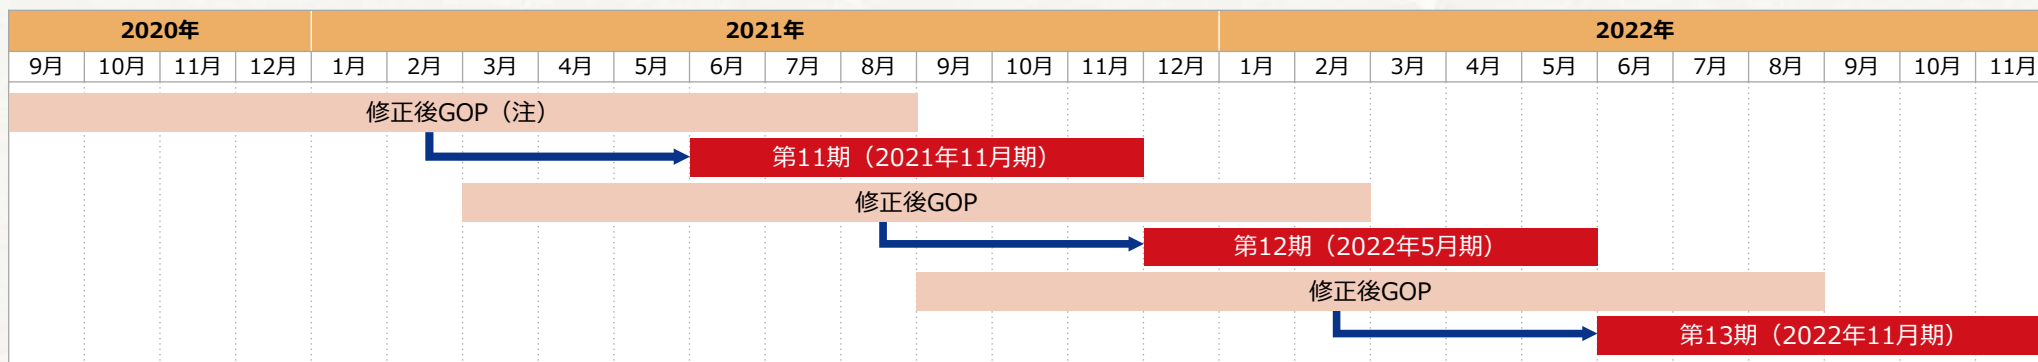 2020年 2021年 2022年
9月 10月 11月 12月 1月 2月 3月 4月 5月 6月 7月 8月 9月 10月 11月 12月 1月 2月 3月 4月 5月 6月 7月 8月 9月 10月 11月
修正後GOP（注）
第11期（2021年11月期）
修正後GOP
第12期（2022年5月期）
修正後GOP
第13期（2022年11月期）